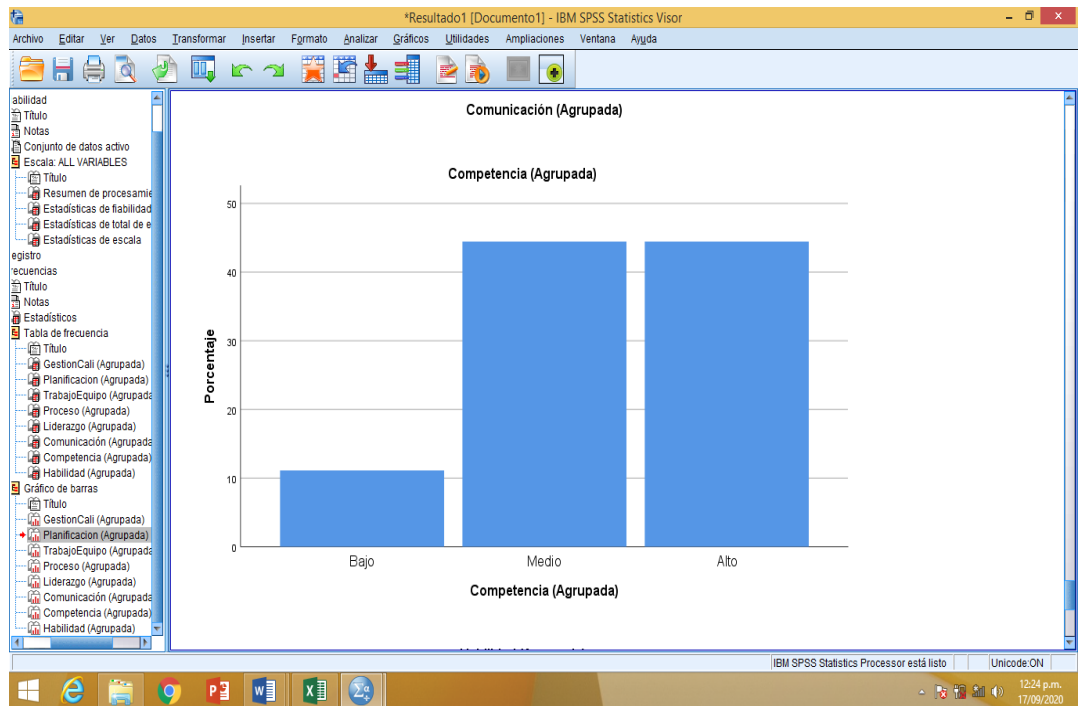 *Resultado1 [Documento1] - IBM SPSS Statistics Visor
Archivo Editar Ver Datos Transformar Insertar Formato Analizar Gráficos Utilidades Ampliaciones Ventana Ayuda
abilidad
Título
Notas
Conjunto de datos activo
Escala: ALL VARIABLES
Título
Resumen de procesamie
Estadísticas de fiabilidad
Estadísticas de total de e
Estadísticas de escala
egistro
recuencias
Título
Notas
Estadísticos
Tabla de frecuencia
Título
GestionCali (Agrupada)
Planificacion (Agrupada)
TrabajoEquipo (Agrupada
Proceso (Agrupada)
Liderazgo (Agrupada)
Comunicación (Agrupada
Competencia (Agrupada)
Habilidad (Agrupada)
Gráfico de barras
Título
GestionCali (Agrupada)
Planificacion (Agrupada)
TrabajoEquipo (Agrupada
Proceso (Agrupada)
Liderazgo (Agrupada)
Comunicación (Agrupada
Competencia (Agrupada)
Habilidad (Agrupada)
Comunicación (Agrupada)
Competencia (Agrupada)
Porcentaje
50
40
30
20
10
0
Bajo Medio Alto
Competencia (Agrupada)
IBM SPSS Statistics Processor está listo Unicode:ON
12:24 p.m.
17/09/2020